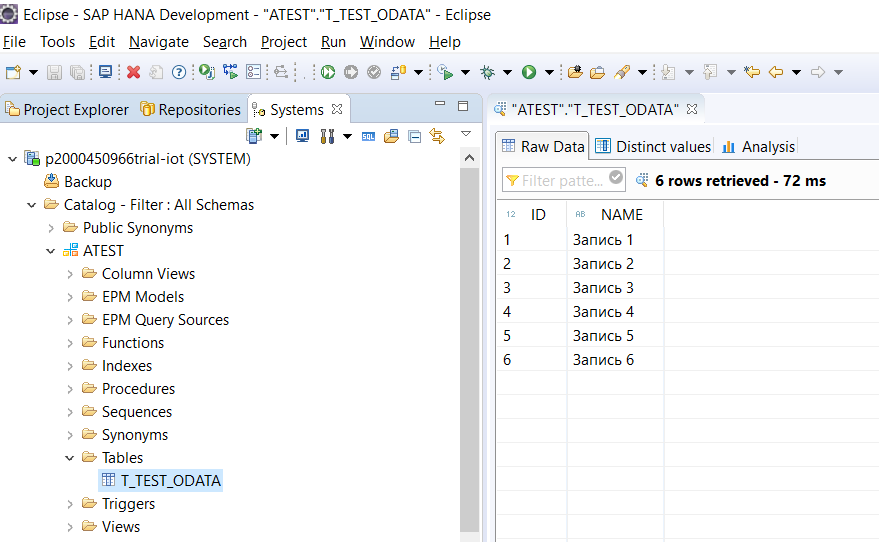 Eclipse - SAP HANA Development - "ATEST"."T_TEST_ODATA" - Eclipse
File Tools Edit Navigate Search Project Run Window Help
Project Explorer Repositories Systems
p2000450966trial-iot (SYSTEM)
Backup
Catalog - Filter : All Schemas
Public Synonyms
ATEST
Column Views
EPM Models
EPM Query Sources
Functions
Indexes
Procedures
Sequences
Synonyms
Tables
T_TEST_ODATA
Triggers
Views
"ATEST"."T_TEST_ODATA"
Raw Data Distinct values Analysis
Filter patte... 6 rows retrieved - 72 ms
12 ID AB NAME
1 Запись 1
2 Запись 2
3 Запись 3
4 Запись 4
5 Запись 5
6 Запись 6